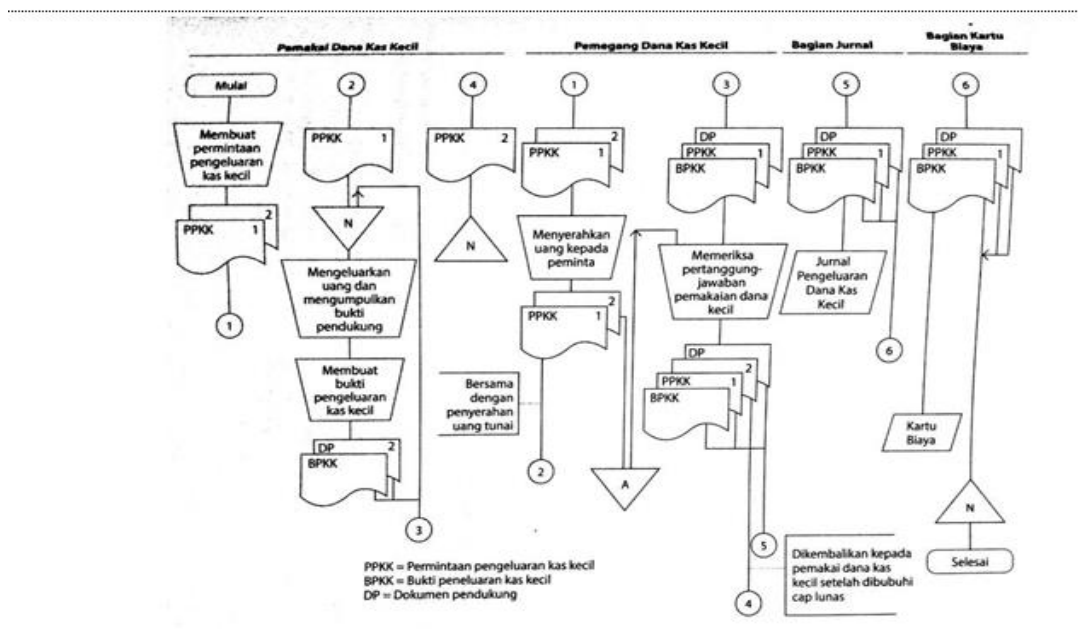 Pemakai Dana Kas Kecil
Pemegang Dana Kas Kecil
Bagian Jurnal
Bagian Kartu
Biaya
Mulai
Membuat
permintaan
pengeluaran
kas kecil
2
PPKK 1
1
2
PPKK 1
N
Mengeluarkan
uang dan
mengumpulkan
bukti
pendukung
Membuat
bukti
pengeluaran
kas kecil
DP 2
BPKK
3
4
PPKK 2
N
1
2
PPKK 1
Menyerahkan
uang kepada
peminta
2
PPKK 1
Bersama
dengan
penyerahan
uang tunai
2
A
3
DP
PPKK 1
BPKK
Memeriksa
pertanggung-
jawaban
pemakaian dana
kecil
DP
2
PPKK 1
BPKK
5
4
Dikembalikan kepada
pemakai dana kas
kecil setelah dibubuhi
cap lunas
5
DP
PPKK 1
BPKK
Jurnal
Pengeluaran
Dana Kas
Kecil
6
6
DP
PPKK 1
BPKK
Kartu
Biaya
N
Selesai
PPKK = Permintaan pengeluaran kas kecil
BPKK = Bukti peneluaran kas kecil
DP = Dokumen pendukung